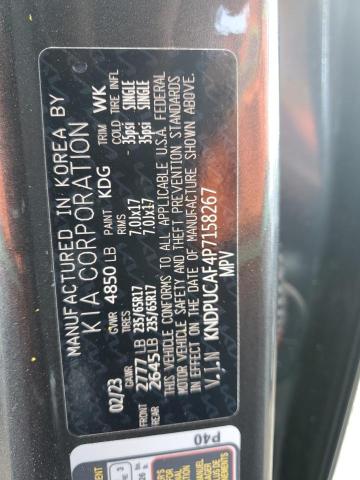 MANUFACTURED IN KOREA BY
KIA CORPORATION
02/23 GVWR 4850 LB PAINT KDG TRIM WK
GAWR TIRES RIMS COLD TIRE INFL
FRONT 2777 LB 235/65R17 7.0Jx17 35psi SINGLE
REAR 2645 LB 235/65R17 7.0Jx17 35psi SINGLE
THIS VEHICLE CONFORMS TO ALL APPLICABLE U.S.A. FEDERAL
MOTOR VEHICLE SAFETY AND THEFT PREVENTION STANDARDS
IN EFFECT ON THE DATE OF MANUFACTURE SHOWN ABOVE.
V.I.N KNDPUCAF4P7158267
MPV
P40